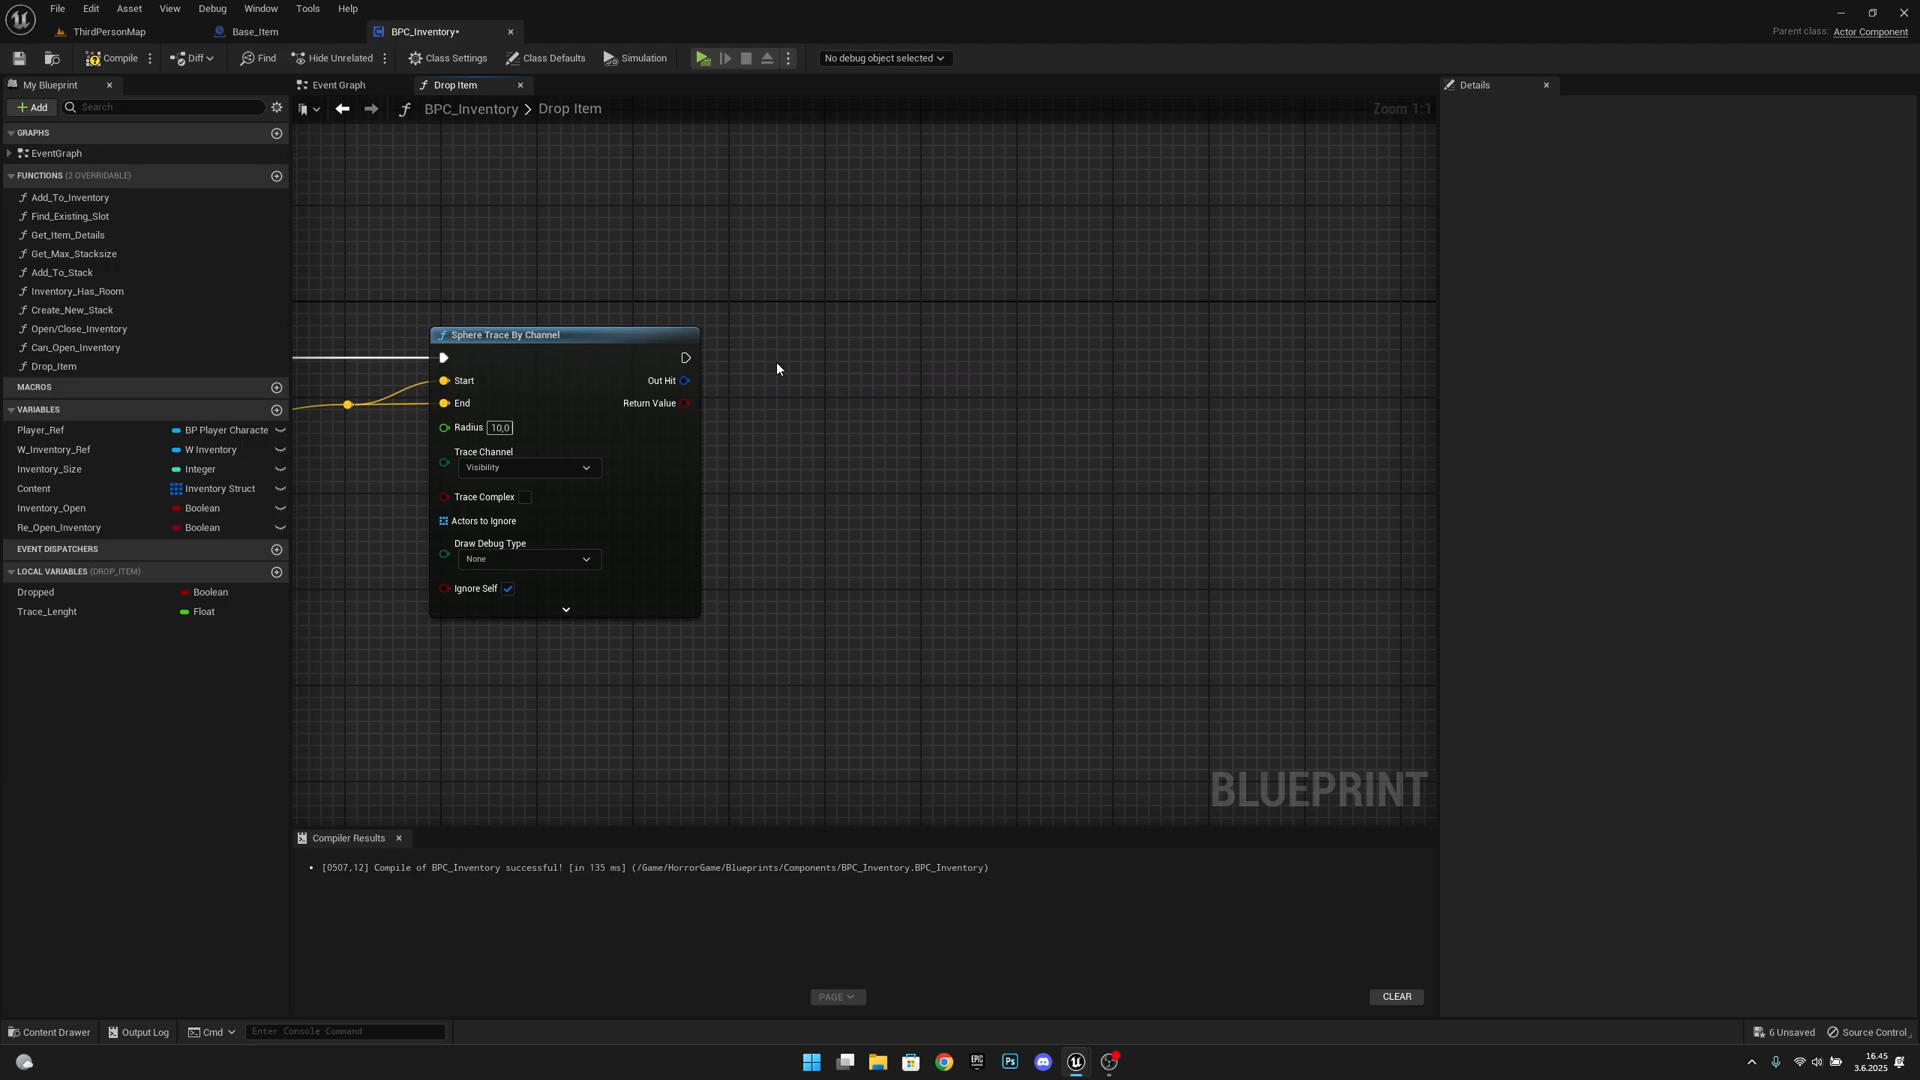 File Edit Asset View Debug Window Tools Help
ThirdPersonMap Base_Item BPC_Inventory•
Parent class: Actor Component
Compile Diff Find Hide Unrelated Class Settings Class Defaults Simulation No debug object selected
My Blueprint
Event Graph Drop Item
Details
Add Search
BPC_Inventory > Drop Item
Zoom 1:1
GRAPHS
EventGraph
FUNCTIONS (2 OVERRIDABLE)
Add_To_Inventory
Find_Existing_Slot
Get_Item_Details
Get_Max_Stacksize
Add_To_Stack
Inventory_Has_Room
Create_New_Stack
Open/Close_Inventory
Can_Open_Inventory
Drop_Item
MACROS
VARIABLES
Player_Ref BP Player Characte
W_Inventory_Ref W Inventory
Inventory_Size Integer
Content Inventory Struct
Inventory_Open Boolean
Re_Open_Inventory Boolean
EVENT DISPATCHERS
LOCAL VARIABLES (DROP_ITEM)
Dropped Boolean
Trace_Lenght Float
Sphere Trace By Channel
Start Out Hit
End Return Value
Radius 10,0
Trace Channel
Visibility
Trace Complex
Actors to Ignore
Draw Debug Type
None
Ignore Self
BLUEPRINT
Compiler Results
• [0507,12] Compile of BPC_Inventory successful! [in 135 ms] (/Game/HorrorGame/Blueprints/Components/BPC_Inventory.BPC_Inventory)
PAGE
CLEAR
Content Drawer Output Log Cmd Enter Console Command
6 Unsaved Source Control
EPIC
Ps
16.45
3.6.2025